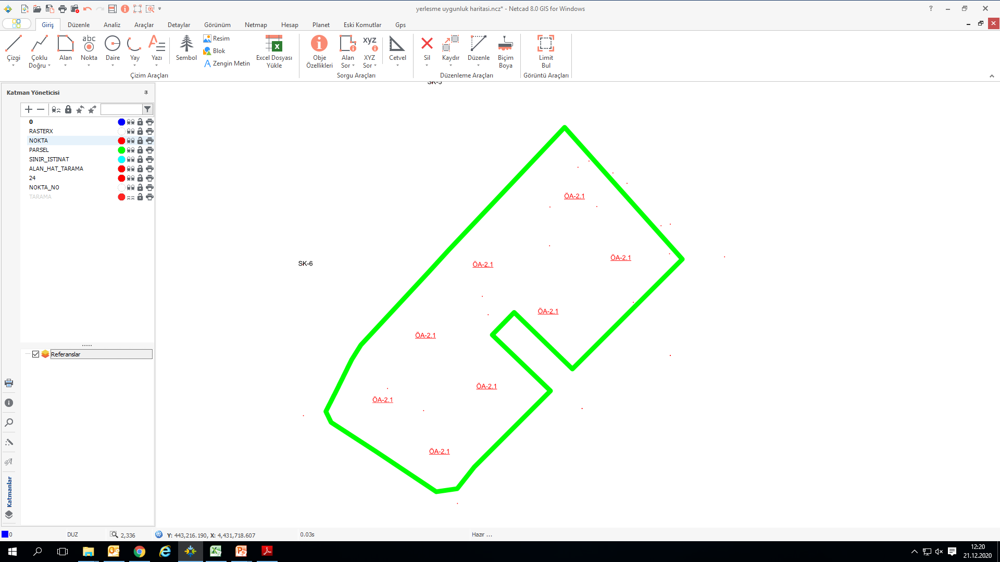 yerlesme uygunluk haritasi.ncz* - Netcad 8.0 GIS for Windows
Giriş Düzenle Analiz Araçlar Detaylar Görünüm Netmap Hesap Planet Eski Komutlar Gps
Çizgi
Çoklu Doğru
Alan
abc
Nokta
Daire
Yay
Yazı
Sembol
Resim
Blok
Zengin Metin
Excel Dosyası Yükle
Çizim Araçları
Obje Özellikleri
Alan Sor
xyz
XYZ Sor
Sorgu Araçları
Cetvel
Sil
Kaydır
Düzenle
Biçim Boya
Düzenleme Araçları
Limit Bul
Görüntü Araçları
Katman Yöneticisi
0
RASTERX
NOKTA
PARSEL
SINIR_ISTINAT
ALAN_HAT_TARAMA
24
NOKTA_NO
TARAMA
Referanslar
aA
Katmanlar
SK-5
ÖA-2.1
ÖA-2.1
SK-6
ÖA-2.1
ÖA-2.1
ÖA-2.1
ÖA-2.1
ÖA-2.1
ÖA-2.1
0 DUZ 2,336 Y: 443,216.190, X: 4,431,718.607 0.03s Hazır ...
12:20
21.12.2020